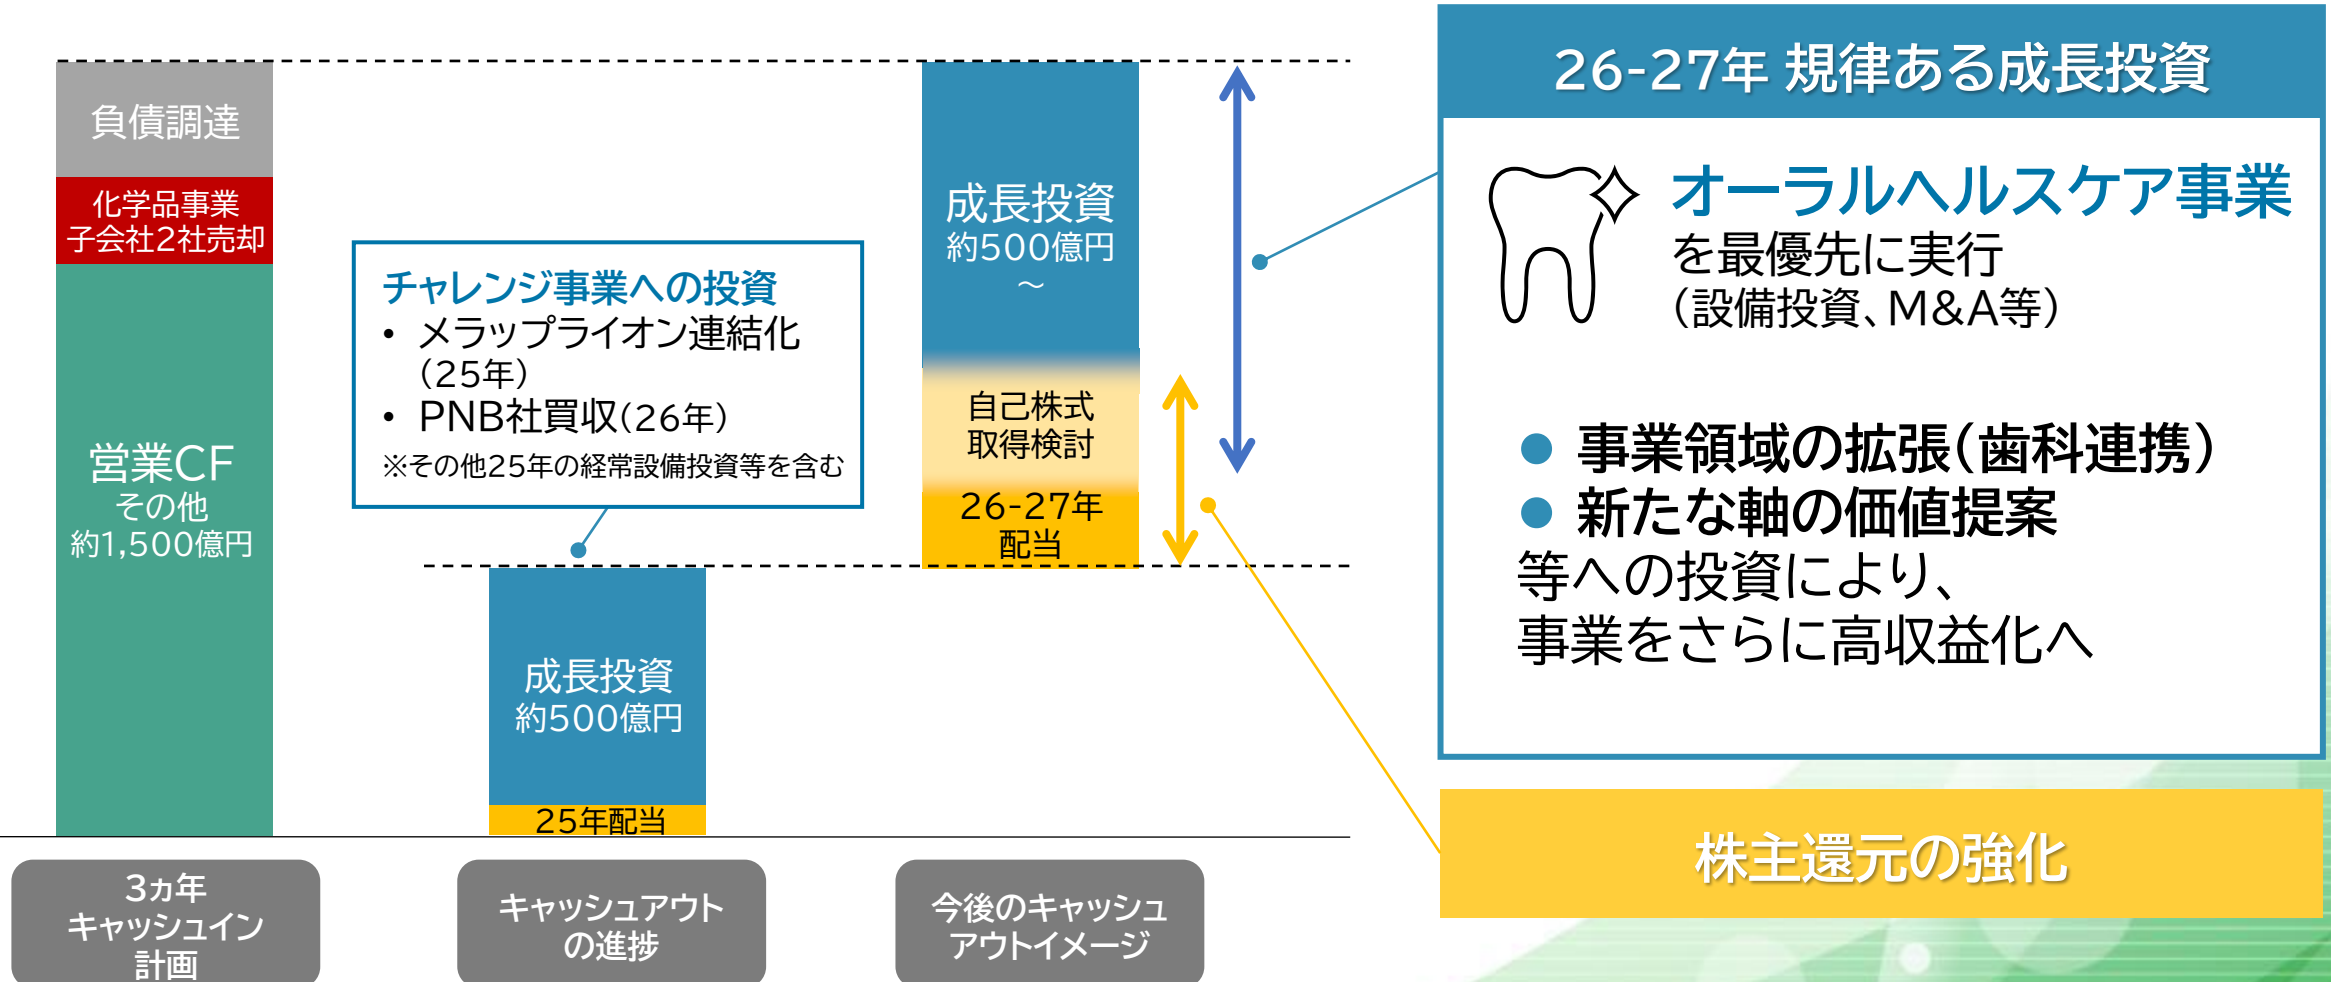 負債調達
化学品事業
子会社2社売却
営業CF
その他
約1,500億円
3ヵ年
キャッシュイン
計画
チャレンジ事業への投資
• メラップライオン連結化
(25年)
• PNB社買収(26年)
※その他25年の経常設備投資等を含む
成長投資
約500億円
25年配当
キャッシュアウト
の進捗
成長投資
約500億円
～
自己株式
取得検討
26-27年
配当
今後のキャッシュ
アウトイメージ
26-27年 規律ある成長投資
オーラルヘルスケア事業
を最優先に実行
(設備投資、M&A等)
● 事業領域の拡張(歯科連携)
● 新たな軸の価値提案
等への投資により、
事業をさらに高収益化へ
株主還元の強化